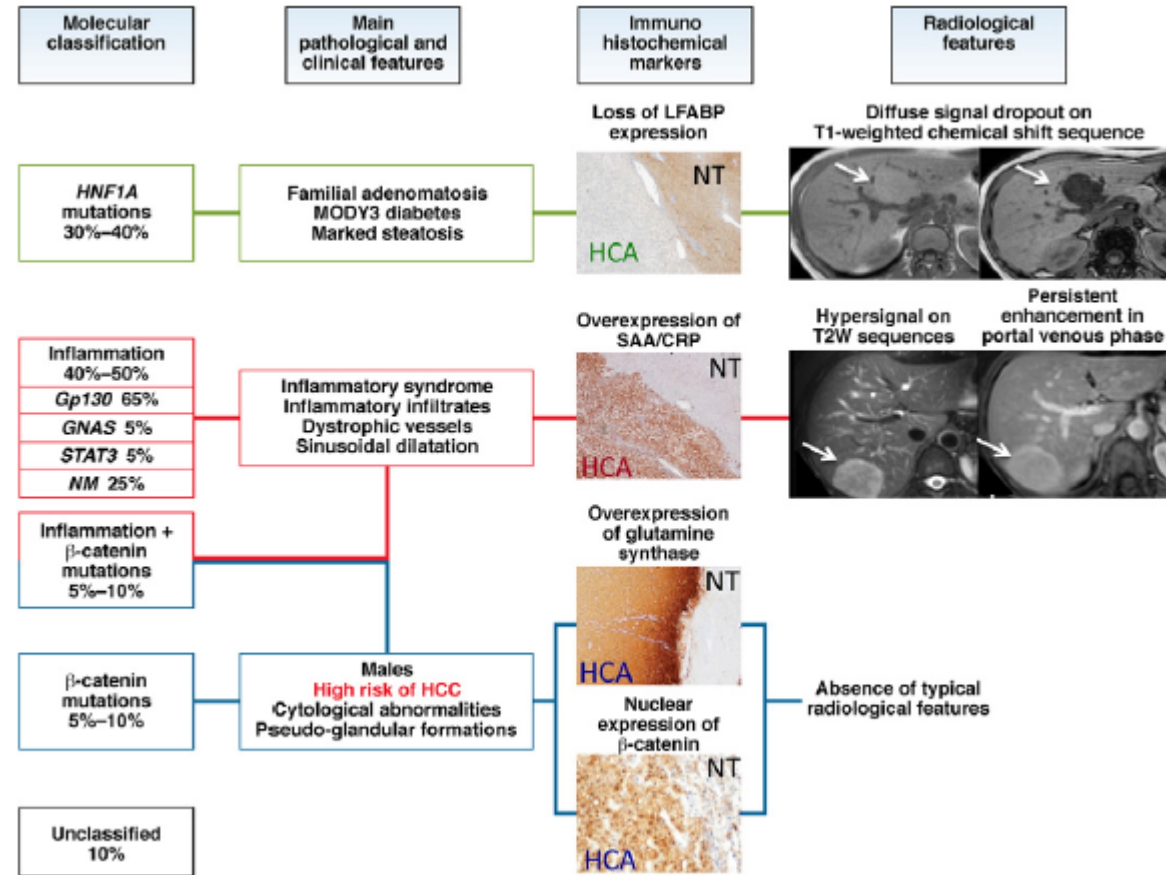 Molecular
classification
Main
pathological and
clinical features
Immuno
histochemical
markers
Radiological
features
Loss of LFABP
expression
Diffuse signal dropout on
T1-weighted chemical shift sequence
HNF1A
mutations
30%–40%
Familial adenomatosis
MODY3 diabetes
Marked steatosis
NT
HCA
Overexpression of
SAA/CRP
Hypersignal on
T2W sequences
Persistent
enhancement in
portal venous phase
Inflammation
40%–50%
Gp130 65%
GNAS 5%
STAT3 5%
NM 25%
Inflammatory syndrome
Inflammatory infiltrates
Dystrophic vessels
Sinusoidal dilatation
NT
HCA
Inflammation +
β-catenin
mutations
5%–10%
Overexpression
of glutamine
synthase
NT
HCA
β-catenin
mutations
5%–10%
Males
High risk of HCC
Cytological abnormalities
Pseudo-glandular formations
Nuclear
expression of
β-catenin
NT
HCA
Absence of typical
radiological features
Unclassified
10%